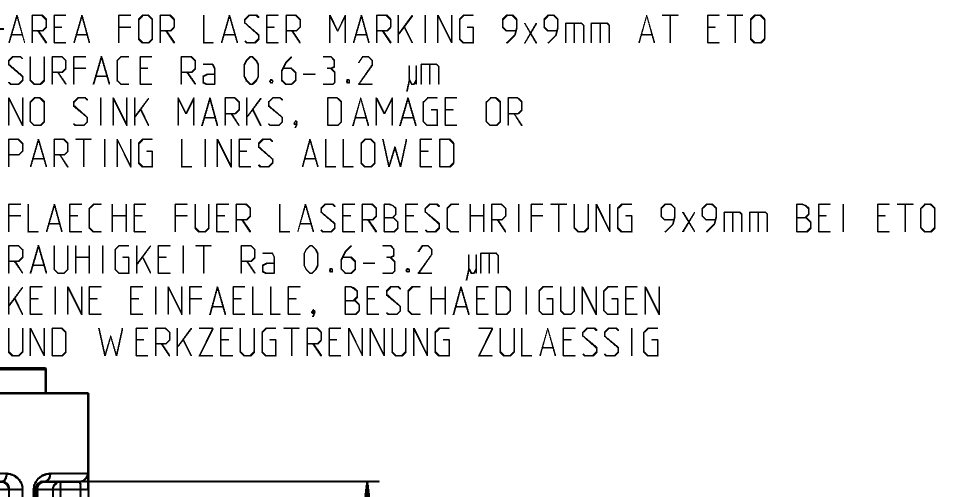 AREA FOR LASER MARKING 9x9mm AT ETO
SURFACE Ra 0.6-3.2 µm
NO SINK MARKS, DAMAGE OR
PARTING LINES ALLOWED
FLAECHE FUER LASERBESCHRIFTUNG 9x9mm BEI ETO
RAUHIGKEIT Ra 0.6-3.2 µm
KEINE EINFAELLE, BESCHAEDIGUNGEN
UND WERKZEUGTRENNUNG ZULAESSIG